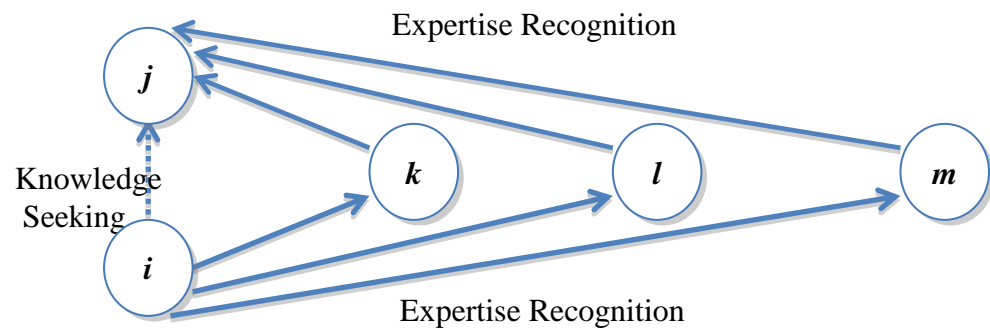 Expertise Recognition
j
k
l
m
Knowledge
Seeking
i
Expertise Recognition